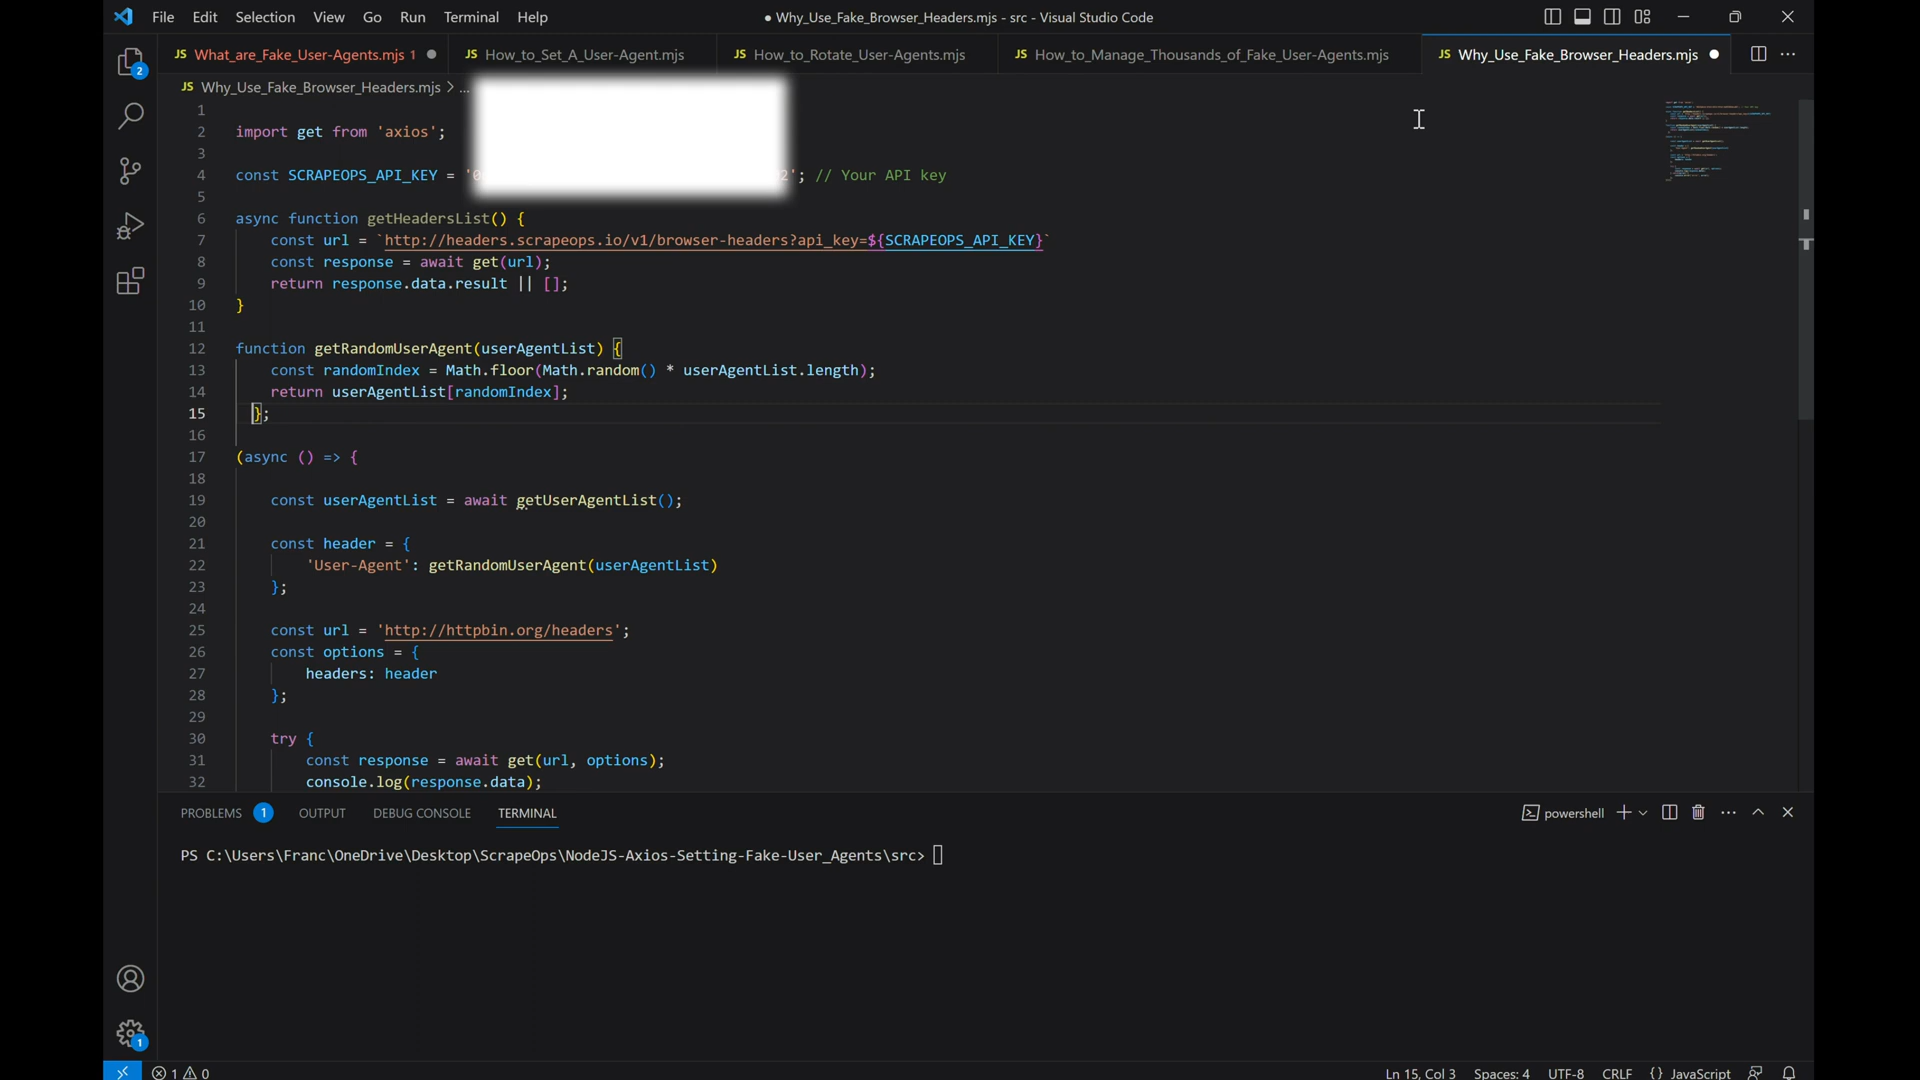 File Edit Selection View Go Run Terminal Help
● Why_Use_Fake_Browser_Headers.mjs - src - Visual Studio Code
JS What_are_Fake_User-Agents.mjs 1 ●
JS How_to_Set_A_User-Agent.mjs
JS How_to_Rotate_User-Agents.mjs
JS How_to_Manage_Thousands_of_Fake_User-Agents.mjs
JS Why_Use_Fake_Browser_Headers.mjs ●
2
JS Why_Use_Fake_Browser_Headers.mjs > ...
1
2 import get from 'axios';
3
4 const SCRAPEOPS_API_KEY = ' 2'; // Your API key
5
6 async function getHeadersList() {
7 const url = `http://headers.scrapeops.io/v1/browser-headers?api_key=${SCRAPEOPS_API_KEY}`
8 const response = await get(url);
9 return response.data.result || [];
10 }
11
12 function getRandomUserAgent(userAgentList) {
13 const randomIndex = Math.floor(Math.random() * userAgentList.length);
14 return userAgentList[randomIndex];
15 };
16
17 (async () => {
18
19 const userAgentList = await getUserAgentList();
20
21 const header = {
22 'User-Agent': getRandomUserAgent(userAgentList)
23 };
24
25 const url = 'http://httpbin.org/headers';
26 const options = {
27 headers: header
28 };
29
30 try {
31 const response = await get(url, options);
32 console.log(response.data);
PROBLEMS 1 OUTPUT DEBUG CONSOLE TERMINAL
powershell
PS C:\Users\Franc\OneDrive\Desktop\ScrapeOps\NodeJS-Axios-Setting-Fake-User_Agents\src>
1
1 0
Ln 15, Col 3 Spaces: 4 UTF-8 CRLF {} JavaScript